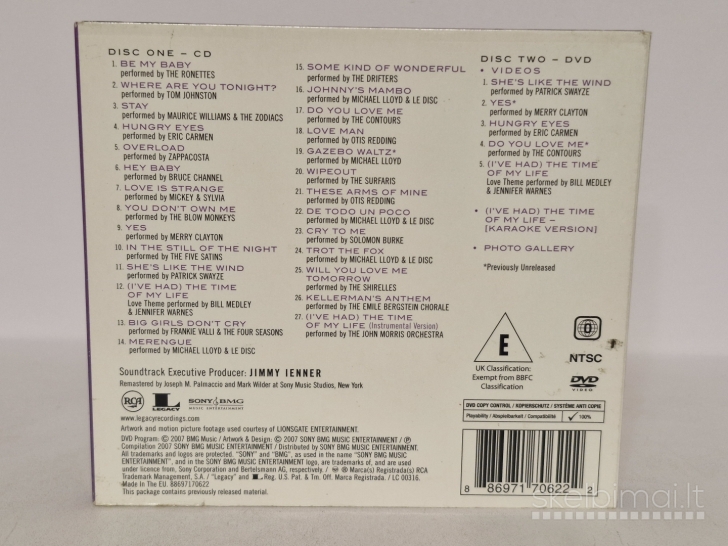 DISC ONE – CD
1. BE MY BABY
performed by THE RONETTES
2. WHERE ARE YOU TONIGHT?
performed by TOM JOHNSTON
3. STAY
performed by MAURICE WILLIAMS & THE ZODIACS
4. HUNGRY EYES
performed by ERIC CARMEN
5. OVERLOAD
performed by ZAPPACOSTA
6. HEY BABY
performed by BRUCE CHANNEL
7. LOVE IS STRANGE
performed by MICKEY & SYLVIA
8. YOU DON'T OWN ME
performed by THE BLOW MONKEYS
9. YES
performed by MERRY CLAYTON
10. IN THE STILL OF THE NIGHT
performed by THE FIVE SATINS
11. SHE'S LIKE THE WIND
performed by PATRICK SWAYZE
12. (I'VE HAD) THE TIME
OF MY LIFE
Love Theme performed by BILL MEDLEY
& JENNIFER WARNES
13. BIG GIRLS DON'T CRY
performed by FRANKIE VALLI & THE FOUR SEASONS
14. MERENGUE
performed by MICHAEL LLOYD & LE DISC
15. SOME KIND OF WONDERFUL
performed by THE DRIFTERS
16. JOHNNY'S MAMBO
performed by MICHAEL LLOYD & LE DISC
17. DO YOU LOVE ME
performed by THE CONTOURS
18. LOVE MAN
performed by OTIS REDDING
19. GAZEBO WALTZ*
performed by MICHAEL LLOYD
20. WIPEOUT
performed by THE SURFARIS
21. THESE ARMS OF MINE
performed by OTIS REDDING
22. DE TODO UN POCO
performed by MICHAEL LLOYD & LE DISC
23. CRY TO ME
performed by SOLOMON BURKE
24. TROT THE FOX
performed by MICHAEL LLOYD & LE DISC
25. WILL YOU LOVE ME
TOMORROW
performed by THE SHIRELLES
26. KELLERMAN'S ANTHEM
performed by THE EMILE BERGSTEIN CHORALE
27. (I'VE HAD) THE TIME
OF MY LIFE (Instrumental Version)
performed by THE JOHN MORRIS ORCHESTRA
DISC TWO – DVD
• VIDEOS
1. SHE'S LIKE THE WIND
performed by PATRICK SWAYZE
2. YES*
performed by MERRY CLAYTON
3. HUNGRY EYES
performed by ERIC CARMEN
4. DO YOU LOVE ME*
performed by THE CONTOURS
5. (I'VE HAD) THE TIME
OF MY LIFE
Love Theme performed by BILL MEDLEY
& JENNIFER WARNES
• (I'VE HAD) THE TIME
OF MY LIFE –
[KARAOKE VERSION]
• PHOTO GALLERY
*Previously Unreleased
Soundtrack Executive Producer: JIMMY IENNER
Remastered by Joseph M. Palmaccio and Mark Wilder at Sony Music Studios, New York
RCA
LEGACY
SONY BMG
MUSIC ENTERTAINMENT
www.legacyrecordings.com
Artwork and motion picture footage used courtesy of LIONSGATE ENTERTAINMENT.
DVD Program: © 2007 BMG Music / Artwork & Design: © 2007 SONY BMG MUSIC ENTERTAINMENT / ℗
Compilation 2007 SONY BMG MUSIC ENTERTAINMENT / Distributed by SONY BMG MUSIC ENTERTAINMENT.
All trademarks and logos are protected. "SONY" and "BMG", as used in the name "SONY BMG MUSIC
ENTERTAINMENT", and in the SONY BMG MUSIC ENTERTAINMENT logo, are trademarks of, and are used
under licence from, Sony Corporation and Bertelsmann AG, respectively. / ® Marca(s) Registrada(s) RCA
Trademark Management, S.A. / "Legacy" and L Reg. U.S. Pat. & Tm. Off. Marca Registrada. / LC 00316.
Made In The EU. 88697170622
This package contains previously released material.
E
UK Classification:
Exempt from BBFC
Classification
0
NTSC
DVD
VIDEO
DVD COPY CONTROL / KOPIERSCHUTZ / SYSTÈME ANTI COPIE
Playability / Abspielbarkeit / Compatibilité ✓ 100%
8 86971 70622 2
skelbimai.lt